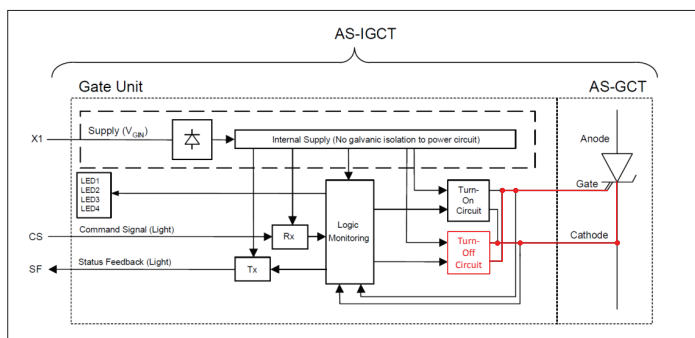 AS-IGCT
Gate Unit
AS-GCT
Supply (VGIN)
X1
Internal Supply (No galvanic isolation to power circuit)
Anode
LED1
LED2
LED3
LED4
Turn-
On
Circuit
Gate
Logic
Monitoring
CS
Command Signal (Light)
Rx
Turn-
Off
Circuit
Cathode
SF
Status Feedback (Light)
Tx